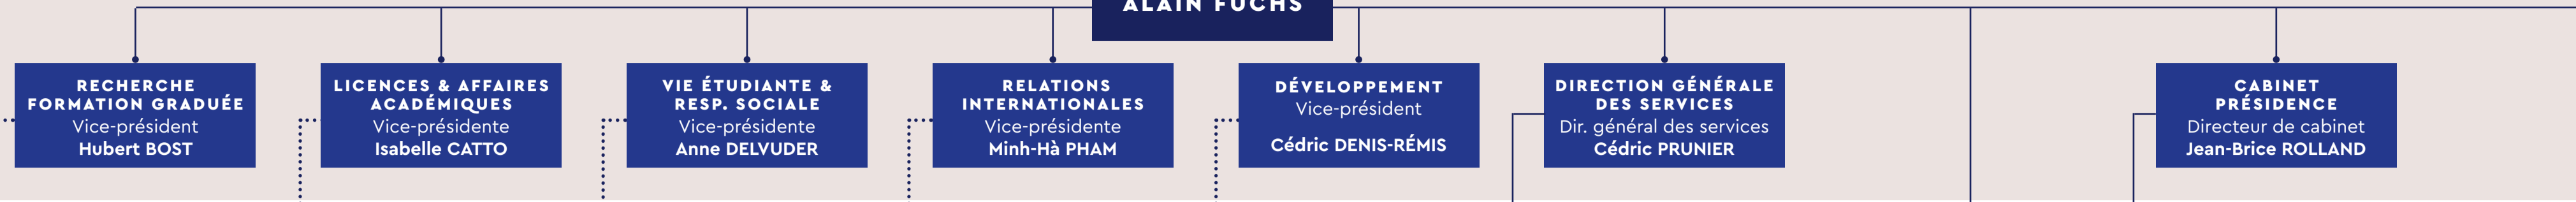 ALAIN FUCHS
RECHERCHE
FORMATION GRADUÉE
Vice-président
Hubert BOST
LICENCES & AFFAIRES
ACADÉMIQUES
Vice-présidente
Isabelle CATTO
VIE ÉTUDIANTE &
RESP. SOCIALE
Vice-présidente
Anne DELVUDER
RELATIONS
INTERNATIONALES
Vice-présidente
Minh-Hà PHAM
DÉVELOPPEMENT
Vice-président
Cédric DENIS-RÉMIS
DIRECTION GÉNÉRALE
DES SERVICES
Dir. général des services
Cédric PRUNIER
CABINET
PRÉSIDENCE
Directeur de cabinet
Jean-Brice ROLLAND